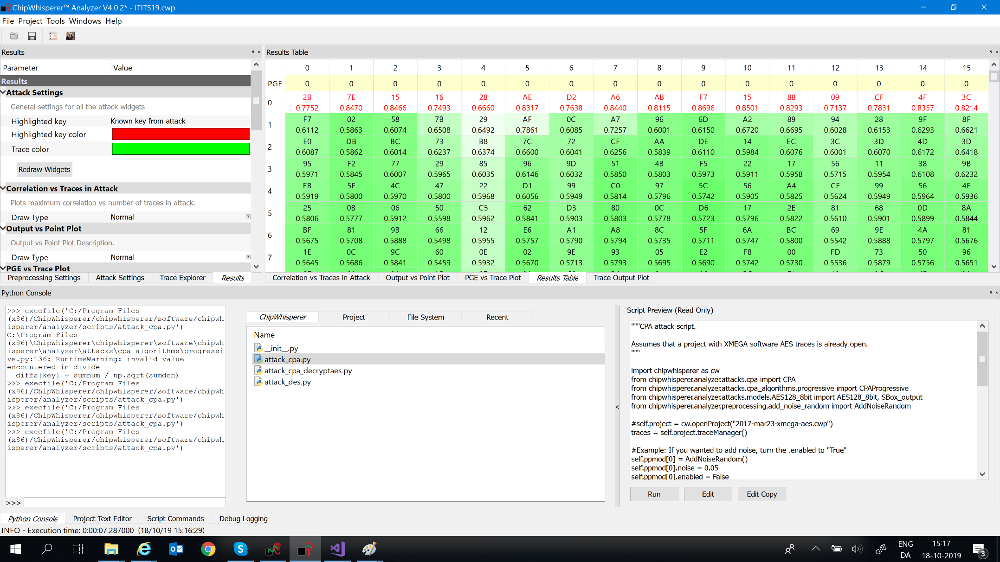 ChipWhisperer™ Analyzer V4.0.2* - ITITS19.cwp
File Project Tools Windows Help
Results
Parameter Value
Results
Attack Settings
General settings for all the attack widgets
Highlighted key Known key from attack
Highlighted key color
Trace color
Redraw Widgets
Correlation vs Traces in Attack
Plots maximum correlation vs number of traces in attack.
Draw Type Normal
Output vs Point Plot
Output vs Point Plot Description.
Draw Type Normal
PGE vs Trace Plot
Preprocessing Settings Attack Settings Trace Explorer Results
Results Table
0 1 2 3 4 5 6 7 8 9 10 11 12 13 14 15
PGE 0 0 0 0 0 0 0 0 0 0 0 0 0 0 0 0
0
2B 7E 15 16 28 AE D2 A6 AB F7 15 88 09 CF 4F 3C
0.7752 0.8470 0.8466 0.7493 0.6660 0.8317 0.7638 0.8440 0.8115 0.8696 0.8501 0.8293 0.7137 0.7831 0.8357 0.8214
1
F7 02 58 7B 29 AF 0C A7 96 6D A2 89 94 28 9F 8F
0.6112 0.5863 0.6074 0.6508 0.6492 0.7861 0.6085 0.7257 0.6001 0.6150 0.6720 0.6695 0.6028 0.6153 0.6293 0.6621
2
E0 DB BC 73 B8 7C 72 CF AA DE 14 EC 3C 3D 4D 3D
0.6087 0.5862 0.6014 0.6237 0.6374 0.6600 0.6041 0.6256 0.5839 0.6110 0.5984 0.6076 0.6001 0.6070 0.6172 0.6418
3
95 F2 77 29 85 96 9D 51 4B F5 22 17 56 11 38 9B
0.5971 0.5845 0.6007 0.5965 0.6035 0.6146 0.6032 0.5850 0.5803 0.5973 0.5911 0.5958 0.5715 0.5954 0.6108 0.6232
4
FB 5F 4C 47 22 D1 99 C0 97 5C 56 A4 CF 99 56 4E
0.5919 0.5800 0.5970 0.5800 0.5968 0.6056 0.5949 0.5814 0.5796 0.5742 0.5905 0.5825 0.5624 0.5949 0.5964 0.5936
5
25 0B 06 50 C5 62 D3 80 0C D6 17 2E 81 68 0D 8A
0.5806 0.5777 0.5912 0.5598 0.5962 0.5841 0.5903 0.5803 0.5778 0.5723 0.5796 0.5822 0.5610 0.5901 0.5899 0.5844
6
BF 81 9B 66 12 E6 A1 A8 8C 5F 6A BC 69 9E 4A 81
0.5675 0.5708 0.5888 0.5498 0.5955 0.5757 0.5790 0.5794 0.5735 0.5711 0.5747 0.5800 0.5542 0.5888 0.5797 0.5676
7
1E 0C 9C 60 0E 02 9E 93 05 E2 F8 00 FD 73 50 96
0.5645 0.5686 0.5841 0.5459 0.5932 0.5670 0.5713 0.5793 0.5695 0.5690 0.5742 0.5730 0.5536 0.5879 0.5756 0.5651
Correlation vs Traces in Attack Output vs Point Plot PGE vs Trace Plot Results Table Trace Output Plot
Python Console
>>> execfile('C:/Program Files
(x86)/ChipWhisperer/chipwhisperer/software/chipwh
isperer/analyzer/scripts/attack_cpa.py')
C:\Program Files
(x86)\ChipWhisperer\chipwhisperer\software\chipwh
isperer\analyzer\attacks\cpa_algorithms\progressi
ve.py:136: RuntimeWarning: invalid value
encountered in divide
diffs[key] = sumnum / np.sqrt(sumden)
>>> execfile('C:/Program Files
(x86)/ChipWhisperer/chipwhisperer/software/chipwh
isperer/analyzer/scripts/attack_cpa.py')
>>> execfile('C:/Program Files
(x86)/ChipWhisperer/chipwhisperer/software/chipwh
isperer/analyzer/scripts/attack_cpa.py')
>>> execfile('C:/Program Files
(x86)/ChipWhisperer/chipwhisperer/software/chipwh
isperer/analyzer/scripts/attack_cpa.py')
>>>
ChipWhisperer Project File System Recent
Name
__init__.py
attack_cpa.py
attack_cpa_decryptaes.py
attack_des.py
<
Script Preview (Read Only)
"""CPA attack script.
Assumes that a project with XMEGA software AES traces is already open.
"""
import chipwhisperer as cw
from chipwhisperer.analyzer.attacks.cpa import CPA
from chipwhisperer.analyzer.attacks.cpa_algorithms.progressive import CPAProgressive
from chipwhisperer.analyzer.attacks.models.AES128_8bit import AES128_8bit, SBox_output
from chipwhisperer.analyzer.preprocessing.add_noise_random import AddNoiseRandom
#self.project = cw.openProject("2017-mar23-xmega-aes.cwp")
traces = self.project.traceManager()
#Example: If you wanted to add noise, turn the .enabled to "True"
self.ppmod[0] = AddNoiseRandom()
self.ppmod[0].noise = 0.05
self.ppmod[0].enabled = False
Run Edit Edit Copy
Python Console Project Text Editor Script Commands Debug Logging
INFO - Execution time: 0:00:07.287000 (18/10/19 15:16:29)
ENG
DA
15:17
18-10-2019
3